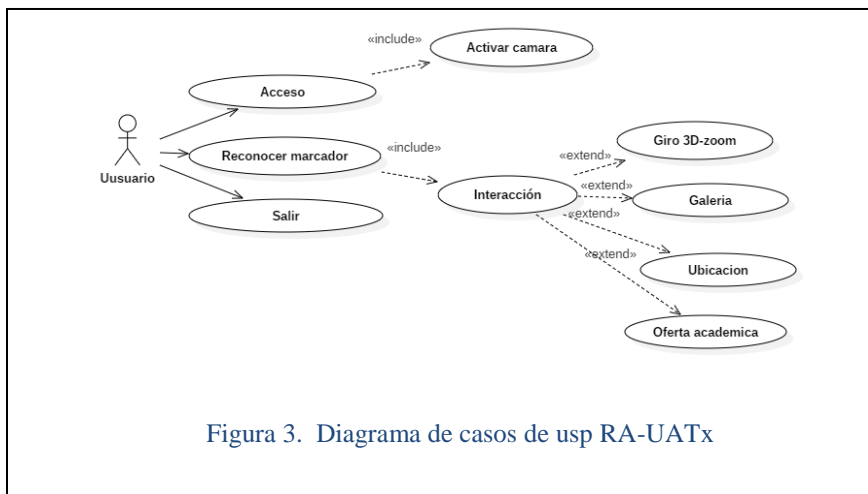 «include»
Activar camara
Acceso
Uusuario
Reconocer marcador
«include»
Salir
Interacción
«extend»
Giro 3D-zoom
«extend»
Galeria
«extend»
Ubicacion
«extend»
Oferta academica
Figura 3. Diagrama de casos de usp RA-UATx